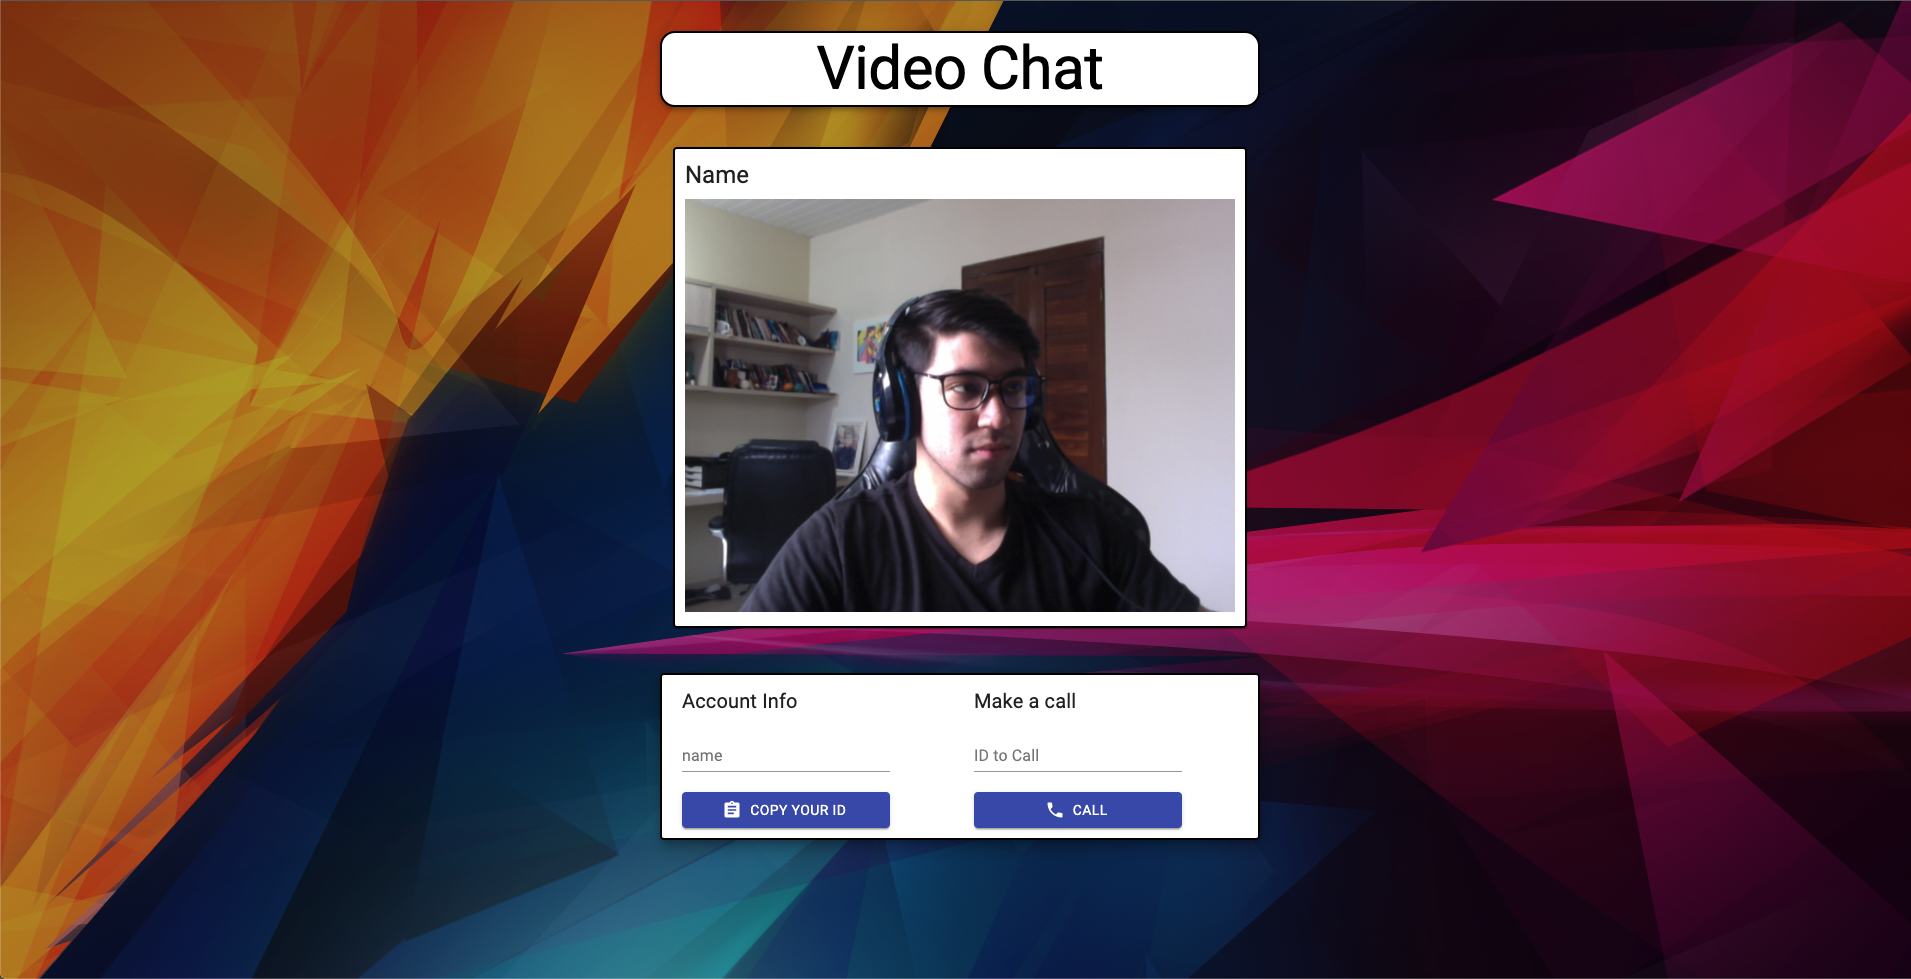 Video Chat
Name
Account Info
name
COPY YOUR ID
Make a call
ID to Call
CALL